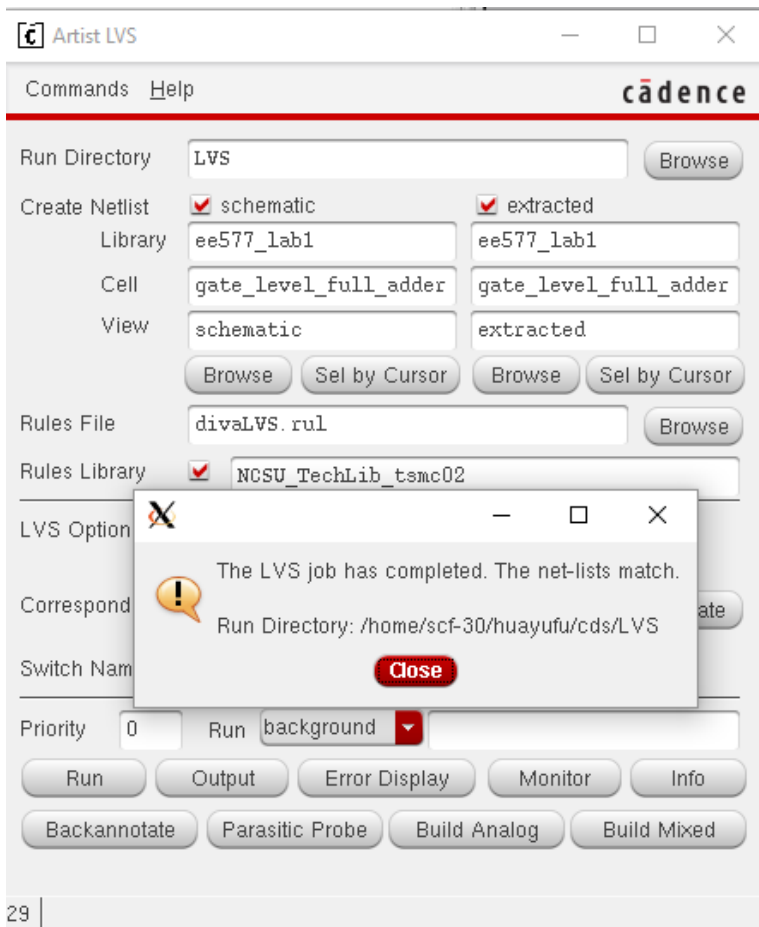 Artist LVS
Commands Help cādence
Run Directory LVS Browse
Create Netlist schematic extracted
Library ee577_lab1 ee577_lab1
Cell gate_level_full_adder gate_level_full_adder
View schematic extracted
Browse Sel by Cursor Browse Sel by Cursor
Rules File divaLVS.rul Browse
Rules Library NCSU_TechLib_tsmc02
LVS Option
The LVS job has completed. The net-lists match.
Correspond ate
Run Directory: /home/scf-30/huayufu/cds/LVS
Switch Nam Close
Priority 0 Run background
Run Output Error Display Monitor Info
Backannotate Parasitic Probe Build Analog Build Mixed
29